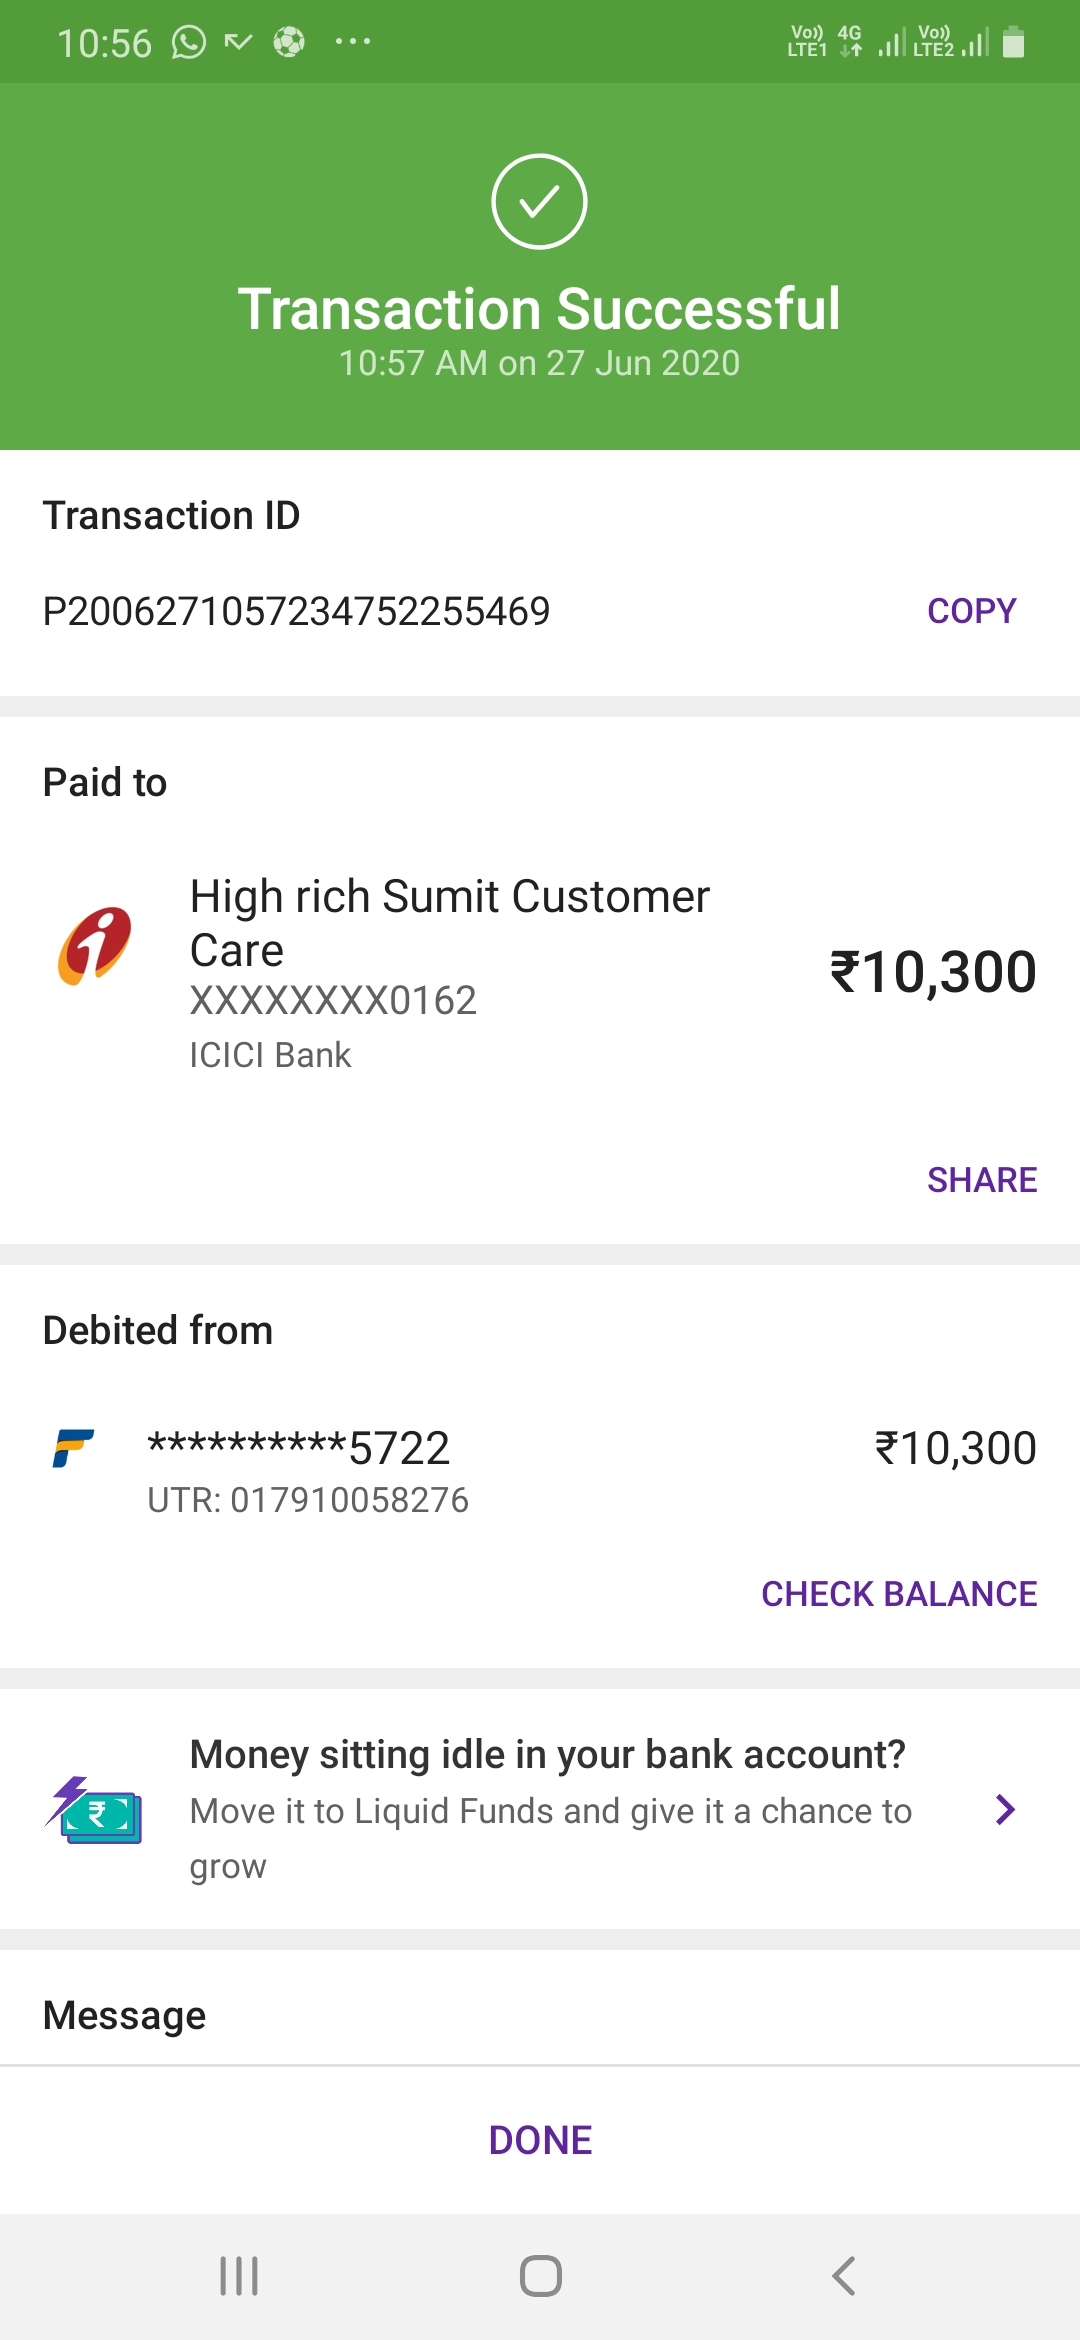 10:56
Vo)) 4G Vo))
LTE1 LTE2
Transaction Successful
10:57 AM on 27 Jun 2020
Transaction ID
P2006271057234752255469 COPY
Paid to
High rich Sumit Customer
Care
₹10,300
XXXXXXXX0162
ICICI Bank
SHARE
Debited from
**********5722 ₹10,300
UTR: 017910058276
CHECK BALANCE
Money sitting idle in your bank account?
Move it to Liquid Funds and give it a chance to
grow
Message
DONE